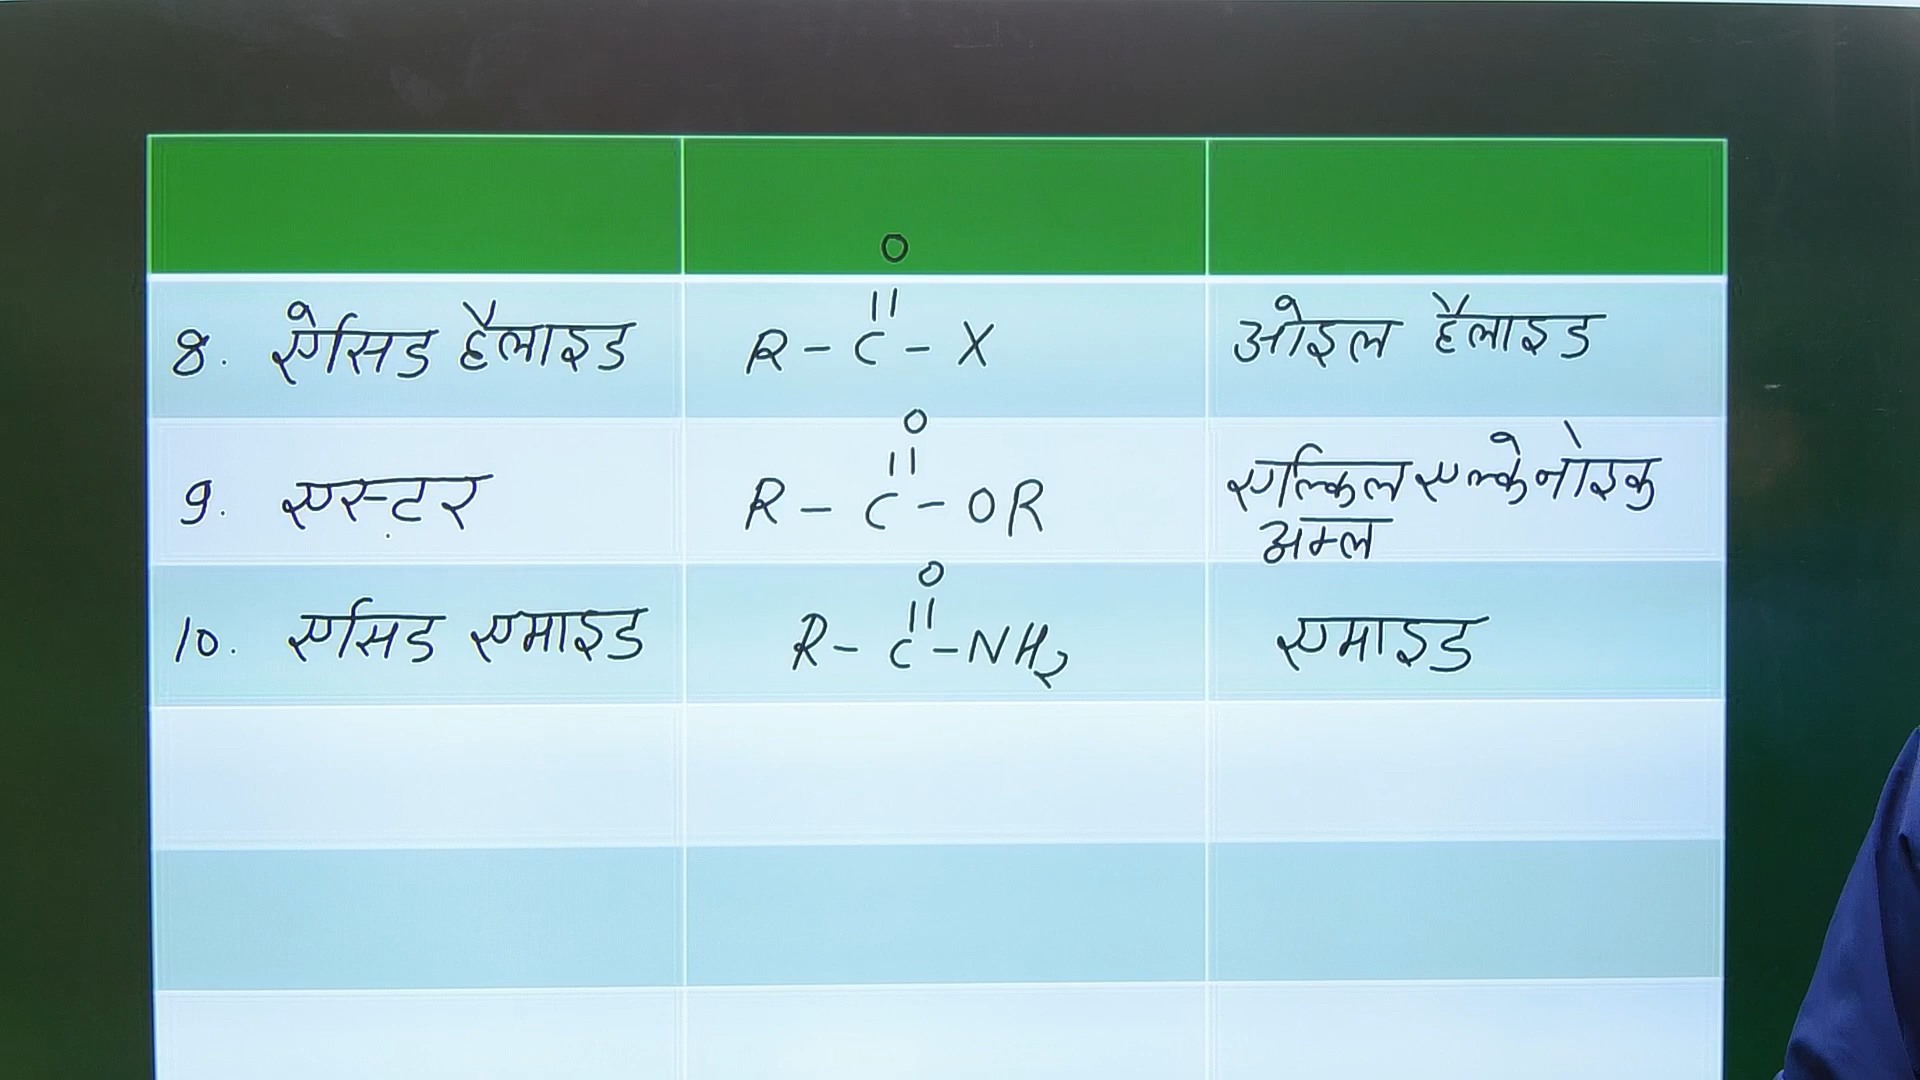 O
||
8. ऐसिड हैलाइड R - C - X ओइल हैलाइड
O
||
9. एस्टर R - C - OR एल्किल एल्केनोइक
अम्ल
O
||
10. एसिड एमाइड R - C - NH₂ एमाइड